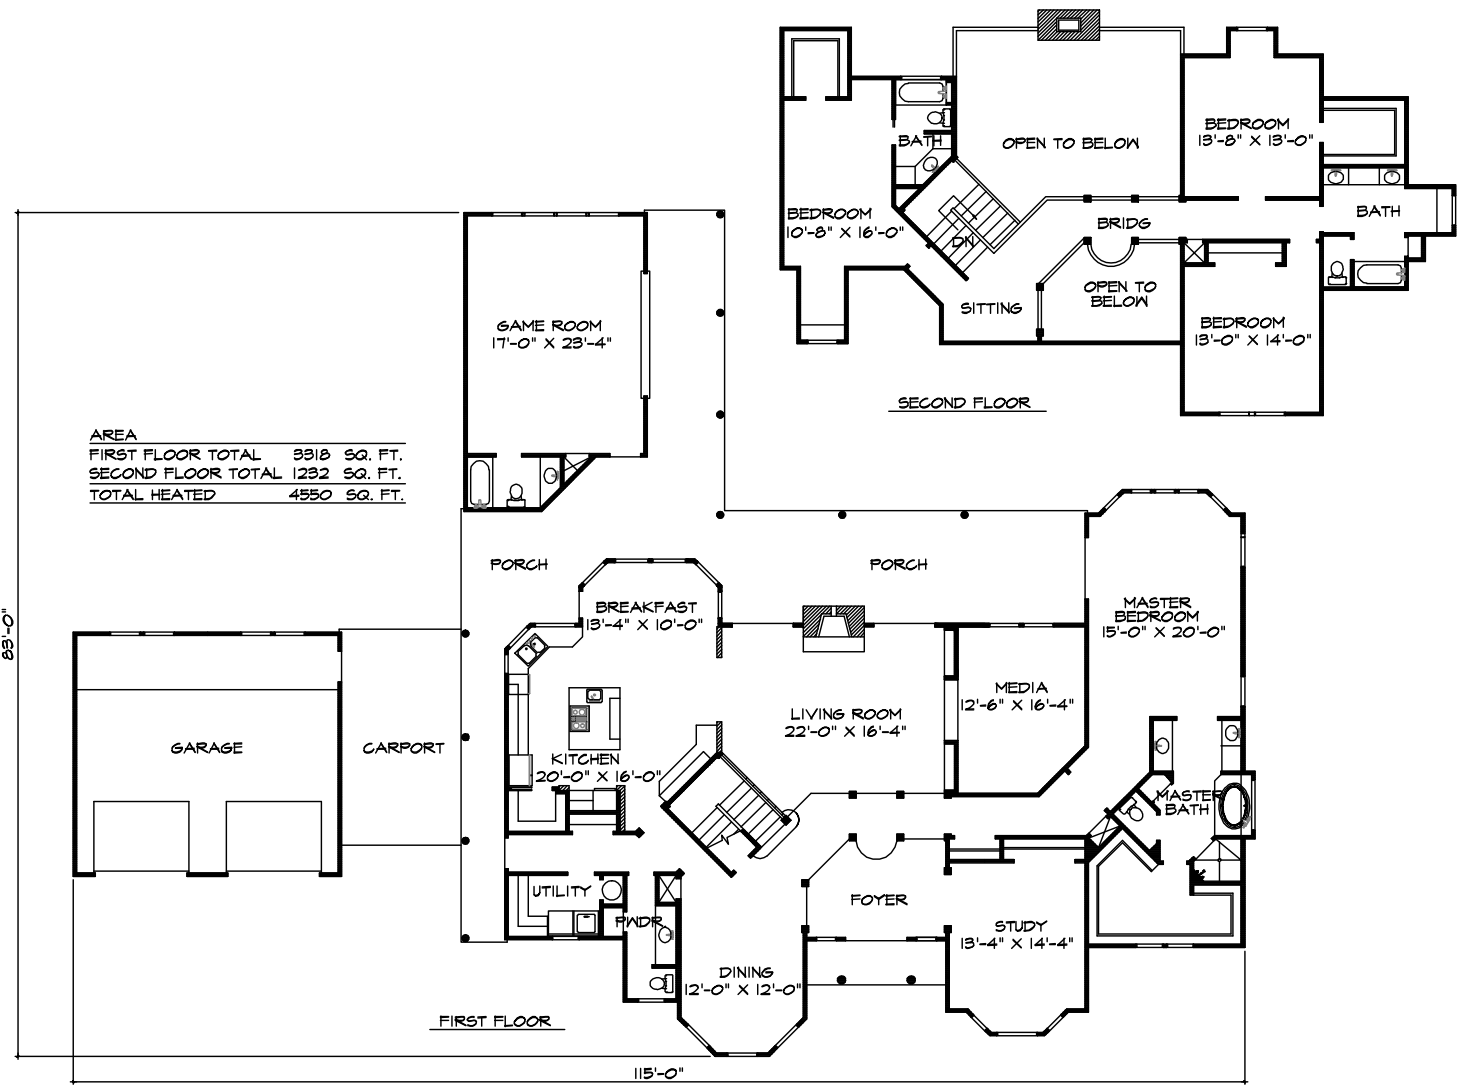 BEDROOM
13'-8" X 13'-0"
BATH
OPEN TO BELOW
BEDROOM
10'-8" X 16'-0"
BATH
BRIDG
DN
OPEN TO
BELOW
SITTING
BEDROOM
13'-0" X 14'-0"
SECOND FLOOR
GAME ROOM
17'-0" X 23'-4"
AREA
FIRST FLOOR TOTAL 3318 SQ. FT.
SECOND FLOOR TOTAL 1232 SQ. FT.
TOTAL HEATED 4550 SQ. FT.
PORCH
PORCH
BREAKFAST
13'-4" X 10'-0"
MASTER
BEDROOM
15'-0" X 20'-0"
83'-0"
MEDIA
12'-6" X 16'-4"
LIVING ROOM
22'-0" X 16'-4"
GARAGE
CARPORT
KITCHEN
20'-0" X 16'-0"
MASTER
BATH
UTILITY
PWDR.
FOYER
STUDY
13'-4" X 14'-4"
DINING
12'-0" X 12'-0"
FIRST FLOOR
115'-0"